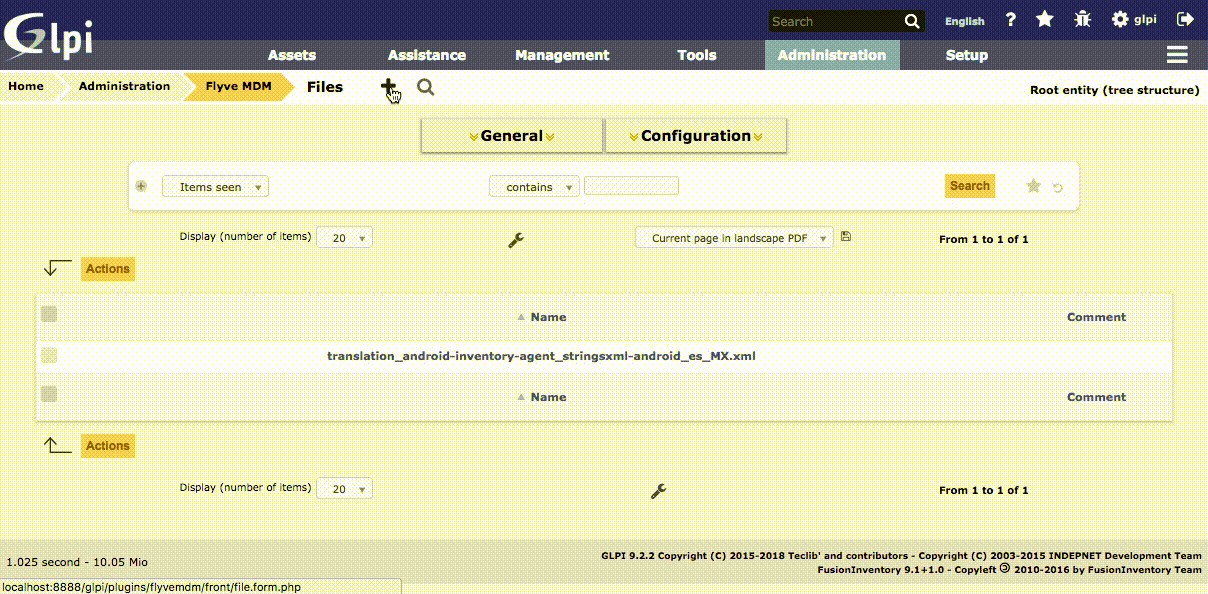 Glpi
Search English ? glpi
Assets Assistance Management Tools Administration Setup
Home Administration Flyve MDM Files Root entity (tree structure)
General Configuration
Items seen contains Search
Display (number of items) 20 Current page in landscape PDF From 1 to 1 of 1
Actions
Name Comment
translation_android-inventory-agent_stringsxml-android_es_MX.xml
Name Comment
Actions
Display (number of items) 20 From 1 to 1 of 1
GLPI 9.2.2 Copyright (C) 2015-2018 Teclib' and contributors - Copyright (C) 2003-2015 INDEPNET Development Team
1.025 second - 10.05 Mio
FusionInventory 9.1+1.0 - Copyleft 🄯 2010-2016 by FusionInventory Team
localhost:8888/glpi/plugins/flyvemdm/front/file.form.php